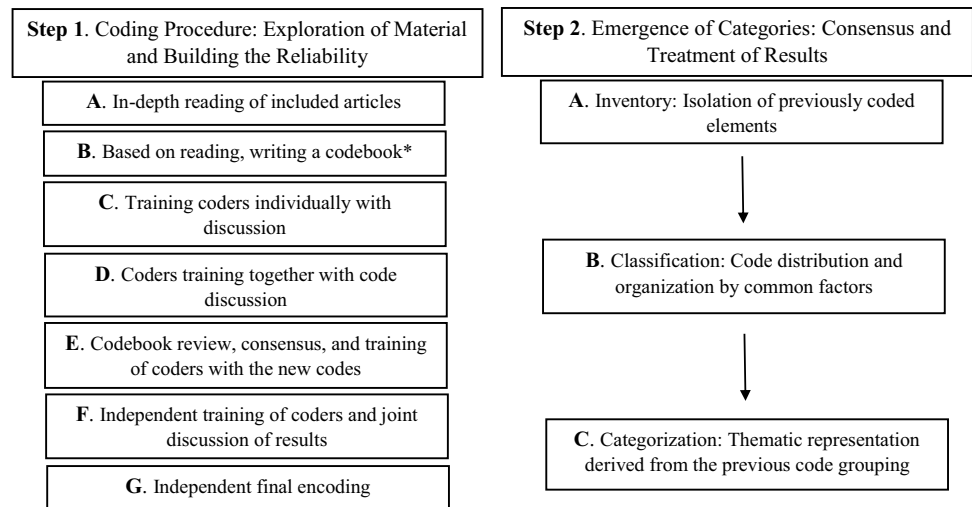 Step 1. Coding Procedure: Exploration of Material
and Building the Reliability
A. In-depth reading of included articles
B. Based on reading, writing a codebook*
C. Training coders individually with
discussion
D. Coders training together with code
discussion
E. Codebook review, consensus, and training
of coders with the new codes
F. Independent training of coders and joint
discussion of results
G. Independent final encoding
Step 2. Emergence of Categories: Consensus and
Treatment of Results
A. Inventory: Isolation of previously coded
elements
B. Classification: Code distribution and
organization by common factors
C. Categorization: Thematic representation
derived from the previous code grouping